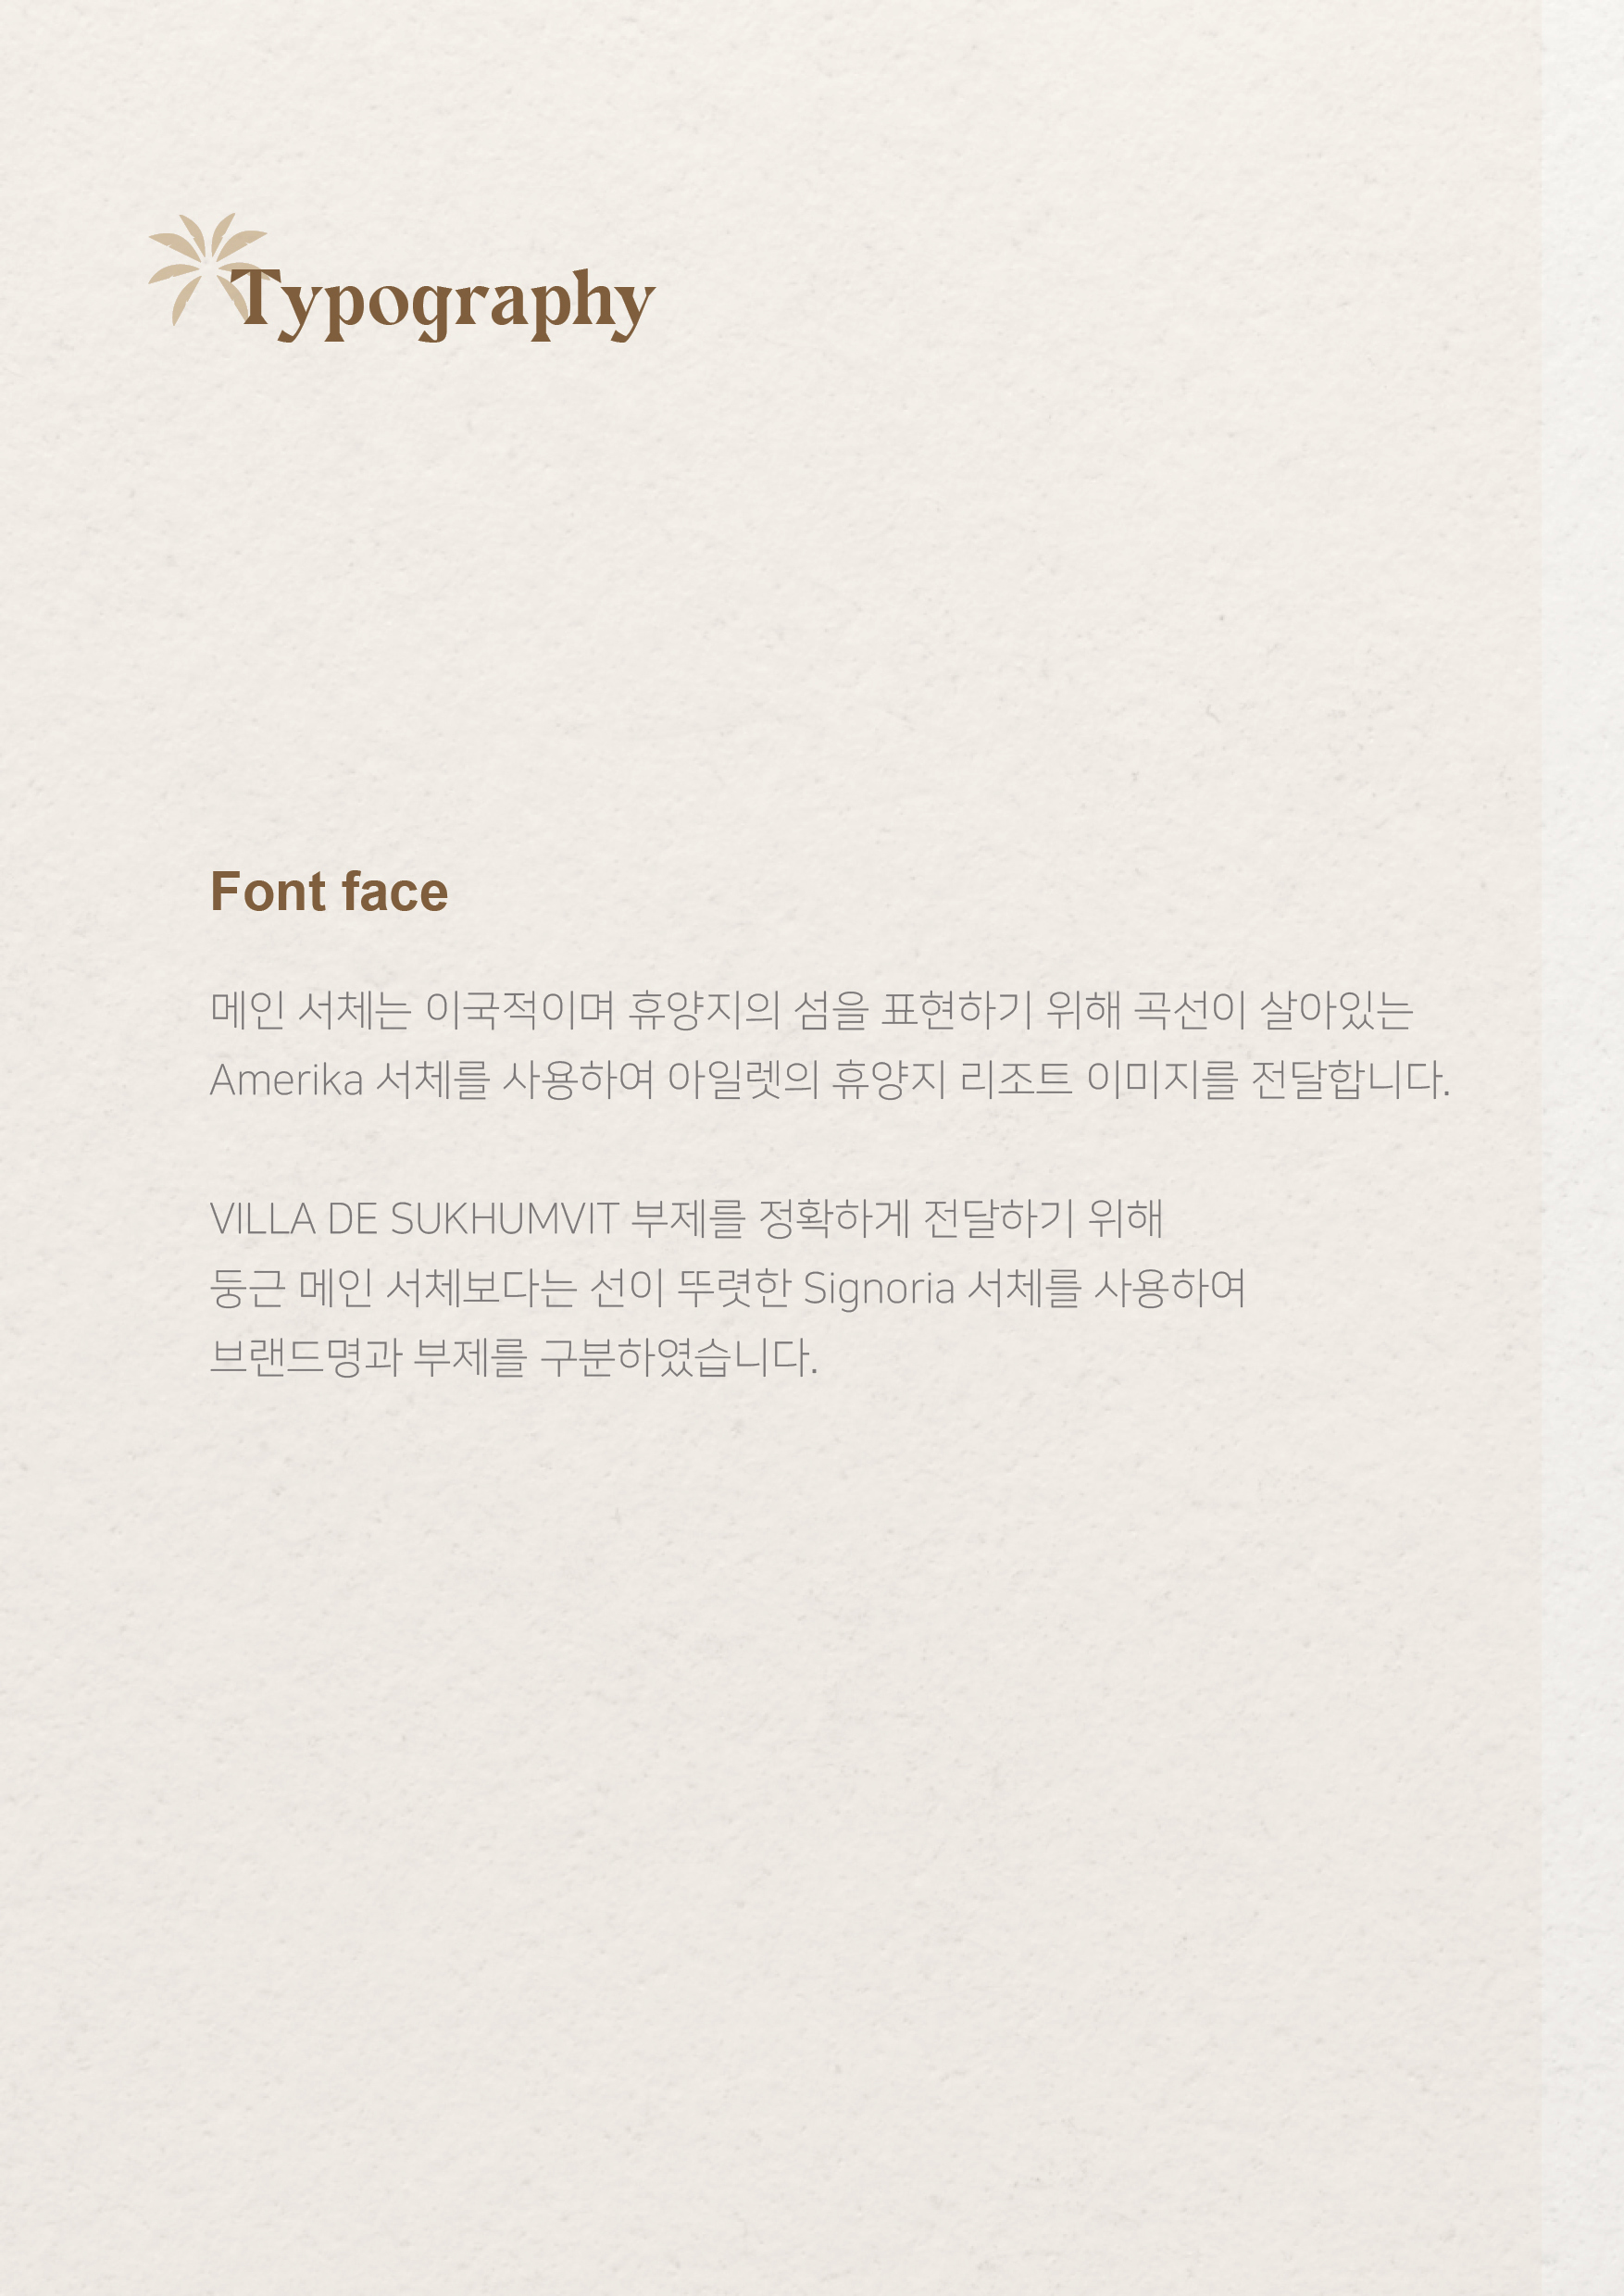 Typography
Font face
메인 서체는 이국적이며 휴양지의 섬을 표현하기 위해 곡선이 살아있는
Amerika 서체를 사용하여 아일렛의 휴양지 리조트 이미지를 전달합니다.
VILLA DE SUKHUMVIT 부제를 정확하게 전달하기 위해
둥근 메인 서체보다는 선이 뚜렷한 Signoria 서체를 사용하여
브랜드명과 부제를 구분하였습니다.